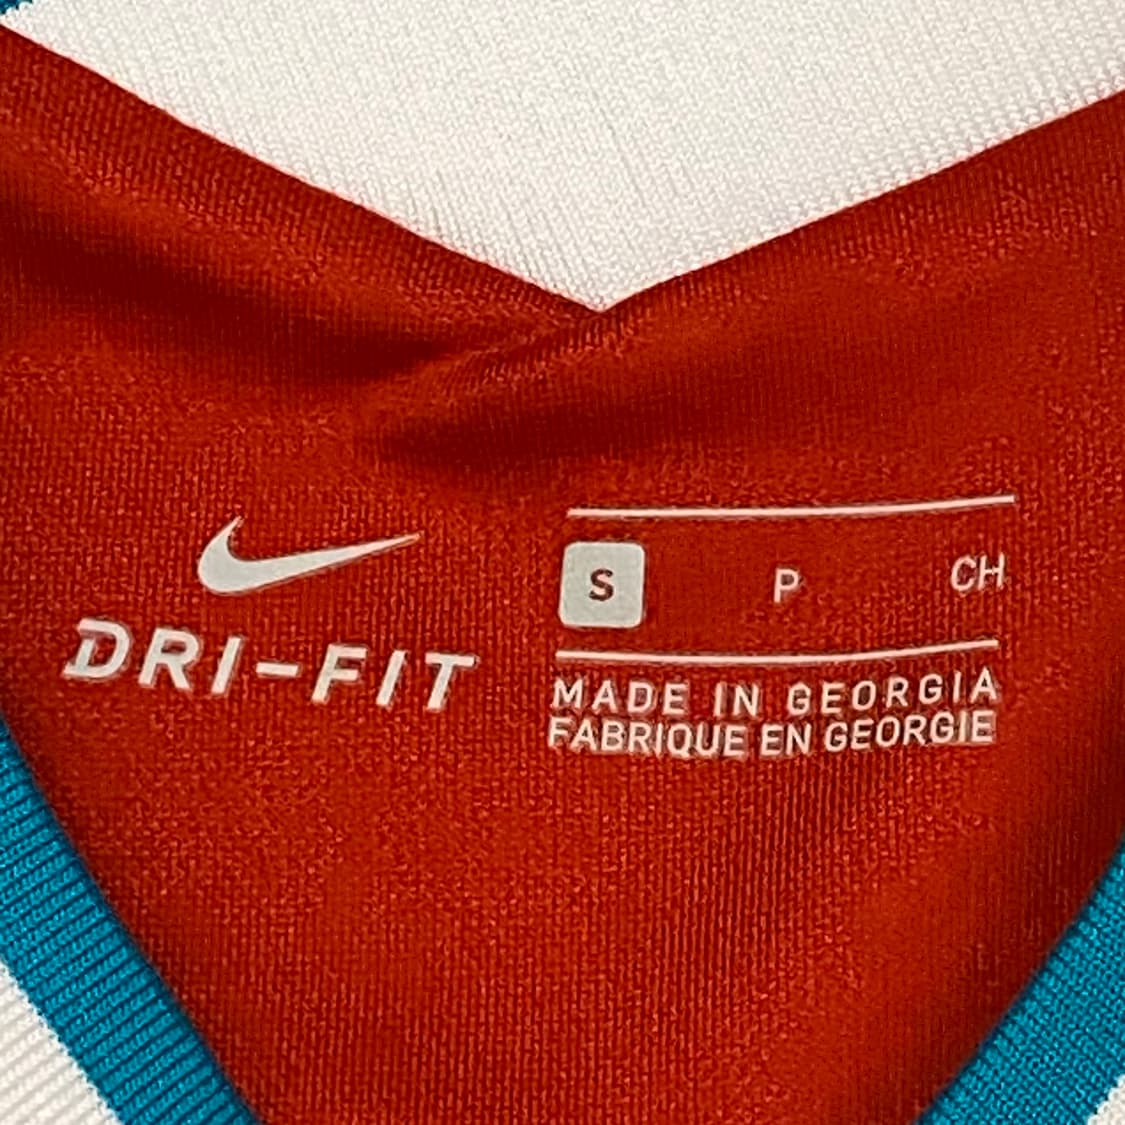 DRI-FIT
S P CH
MADE IN GEORGIA
FABRIQUE EN GEORGIE